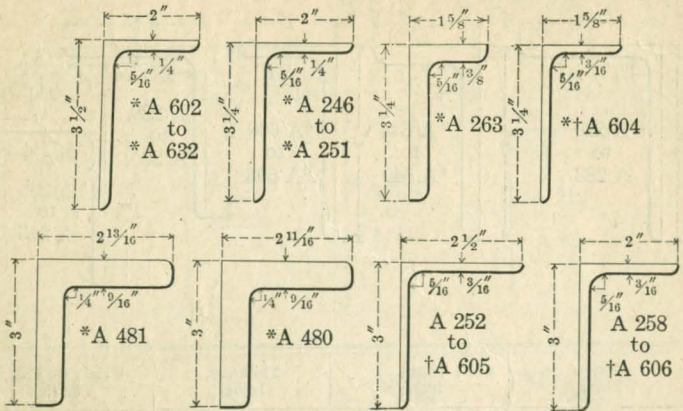 2″
2″
1 5/8″
1 5/8″
3 1/2″
5/16″
1/4″
*A 602
to
*A 632
3 1/4″
5/16″
1/4″
*A 246
to
*A 251
3 1/4″
5/16″
3/8″
*A 263
3 1/4″
5/16″
3/16″
*†A 604
2 13/16″
2 11/16″
2 1/2″
2″
3″
1/4″
9/16″
*A 481
3″
1/4″
9/16″
*A 480
3″
5/16″
3/16″
A 252
to
†A 605
3″
5/16″
3/16″
A 258
to
†A 606